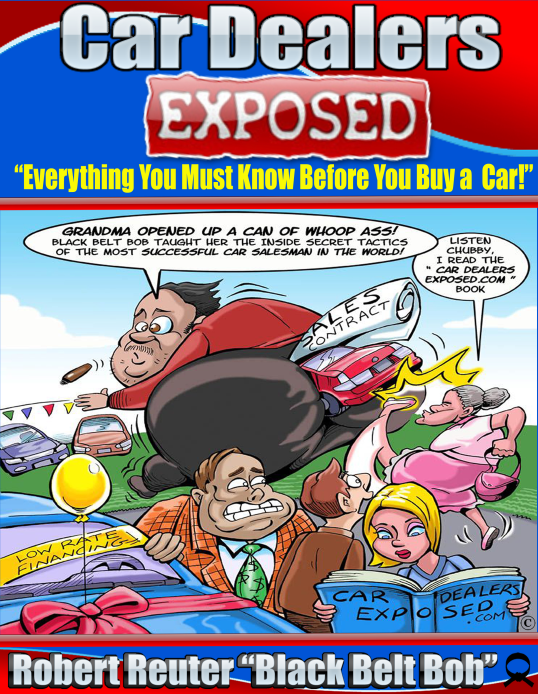 Car Dealers
EXPOSED
“Everything You Must Know Before You Buy a Car!”
GRANDMA OPENED UP A CAN OF WHOOP ASS!
BLACK BELT BOB TAUGHT HER THE INSIDE SECRET TACTICS
OF THE MOST SUCCESSFUL CAR SALESMAN IN THE WORLD!
LISTEN
CHUBBY,
I READ THE
“ CAR DEALERS
EXPOSED.COM ”
BOOK
SALES
CONTRACT
LOW RATE
FINANCING
CAR DEALERS
EXPOSED
.COM
©
Robert Reuter “Black Belt Bob”